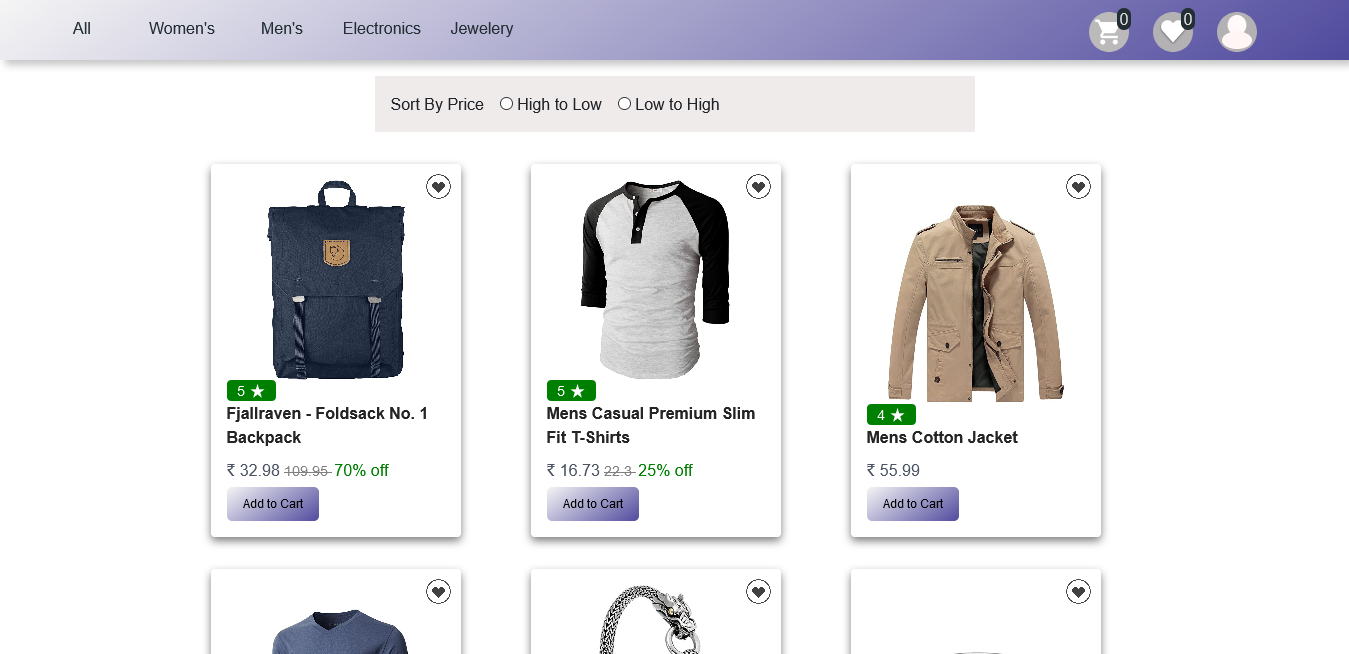 All Women's Men's Electronics Jewelery 0 0
Sort By Price High to Low Low to High
5 ★
Fjallraven - Foldsack No. 1
Backpack
₹ 32.98 109.95 70% off
Add to Cart
5 ★
Mens Casual Premium Slim
Fit T-Shirts
₹ 16.73 22.3 25% off
Add to Cart
4 ★
Mens Cotton Jacket
₹ 55.99
Add to Cart